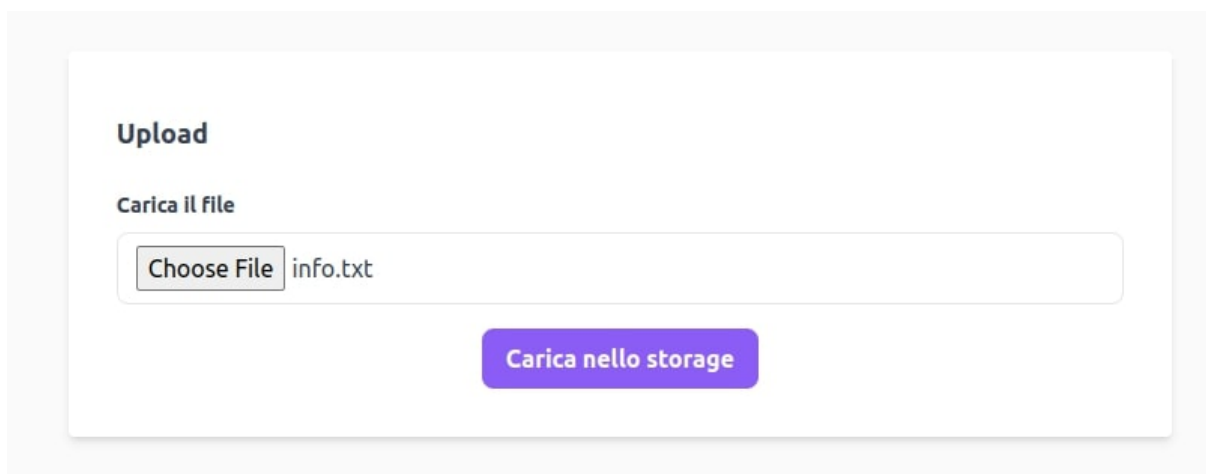 Upload
Carica il file
Choose File info.txt
Carica nello storage